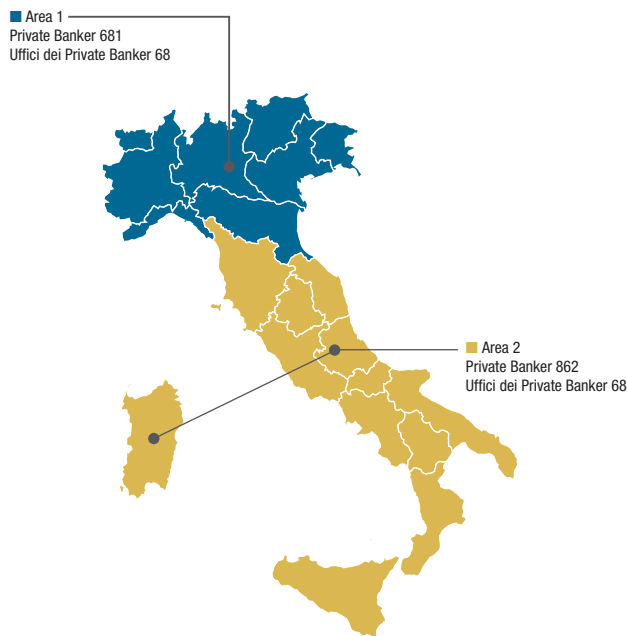 Area 1
Private Banker 681
Uffici dei Private Banker 68
Area 2
Private Banker 862
Uffici dei Private Banker 68